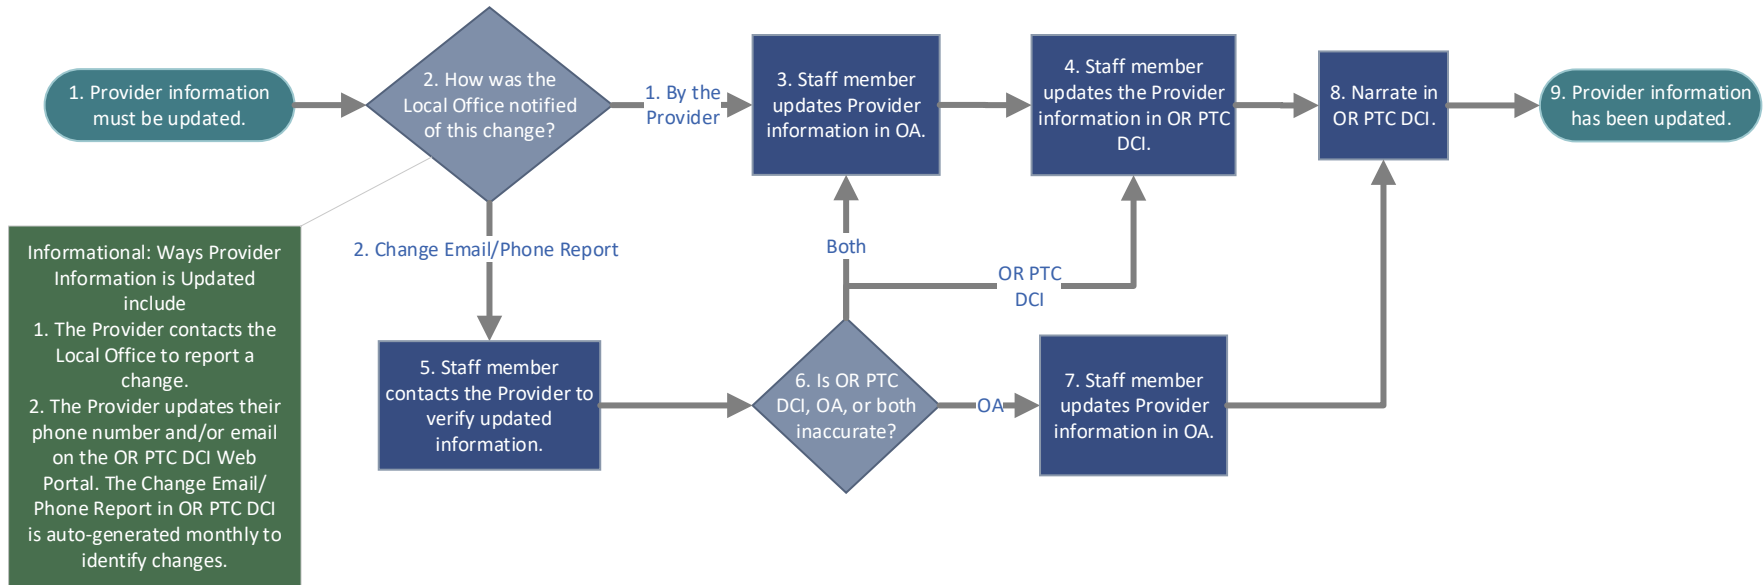 1. Provider information
must be updated.
2. How was the
Local Office notified
of this change?
1. By the
Provider
3. Staff member
updates Provider
information in OA.
4. Staff member
updates the Provider
information in OR PTC
DCI.
8. Narrate in
OR PTC DCI.
9. Provider information
has been updated.
Informational: Ways Provider
Information is Updated
include
1. The Provider contacts the
Local Office to report a
change.
2. The Provider updates their
phone number and/or email
on the OR PTC DCI Web
Portal. The Change Email/
Phone Report in OR PTC DCI
is auto-generated monthly to
identify changes.
2. Change Email/Phone Report
Both
OR PTC
DCI
5. Staff member
contacts the Provider to
verify updated
information.
6. Is OR PTC
DCI, OA, or both
inaccurate?
OA
7. Staff member
updates Provider
information in OA.